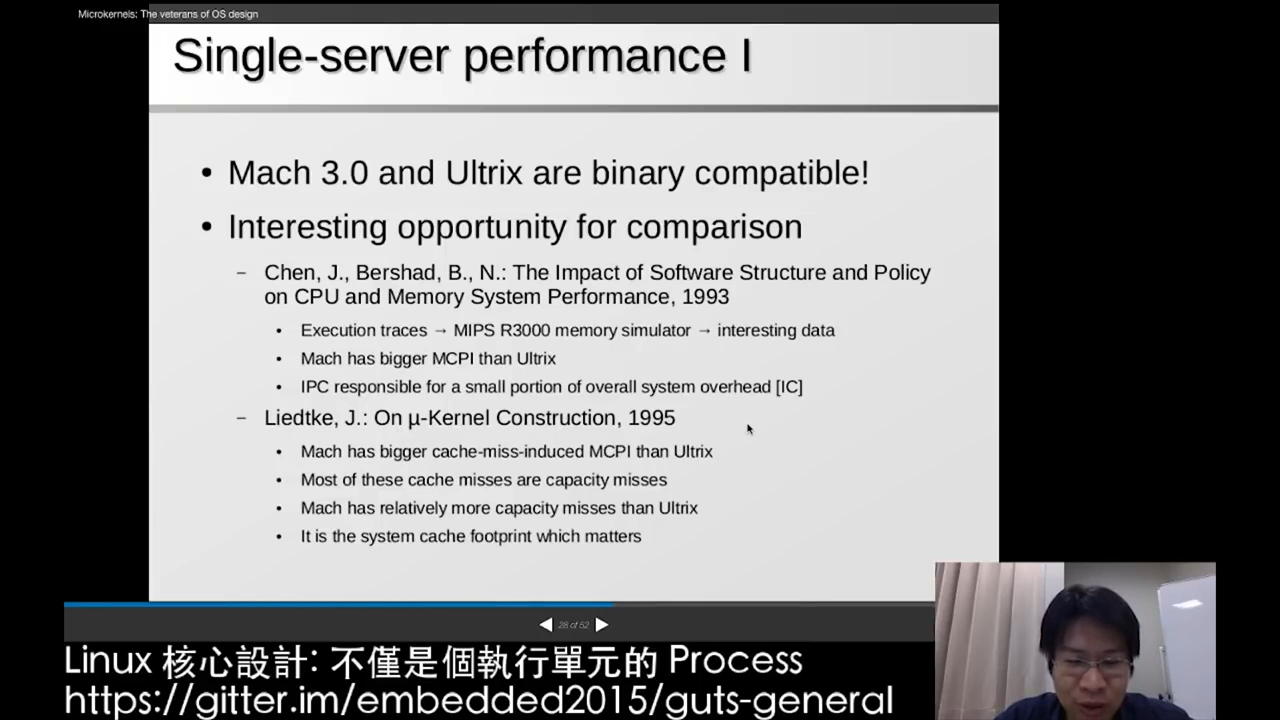 Microkernels: The veterans of OS design
Single-server performance I
• Mach 3.0 and Ultrix are binary compatible!
• Interesting opportunity for comparison
– Chen, J., Bershad, B., N.: The Impact of Software Structure and Policy
on CPU and Memory System Performance, 1993
• Execution traces → MIPS R3000 memory simulator → interesting data
• Mach has bigger MCPI than Ultrix
• IPC responsible for a small portion of overall system overhead [IC]
– Liedtke, J.: On µ-Kernel Construction, 1995
• Mach has bigger cache-miss-induced MCPI than Ultrix
• Most of these cache misses are capacity misses
• Mach has relatively more capacity misses than Ultrix
• It is the system cache footprint which matters
28 of 52
Linux 核心設計: 不僅是個執行單元的 Process
https://gitter.im/embedded2015/guts-general